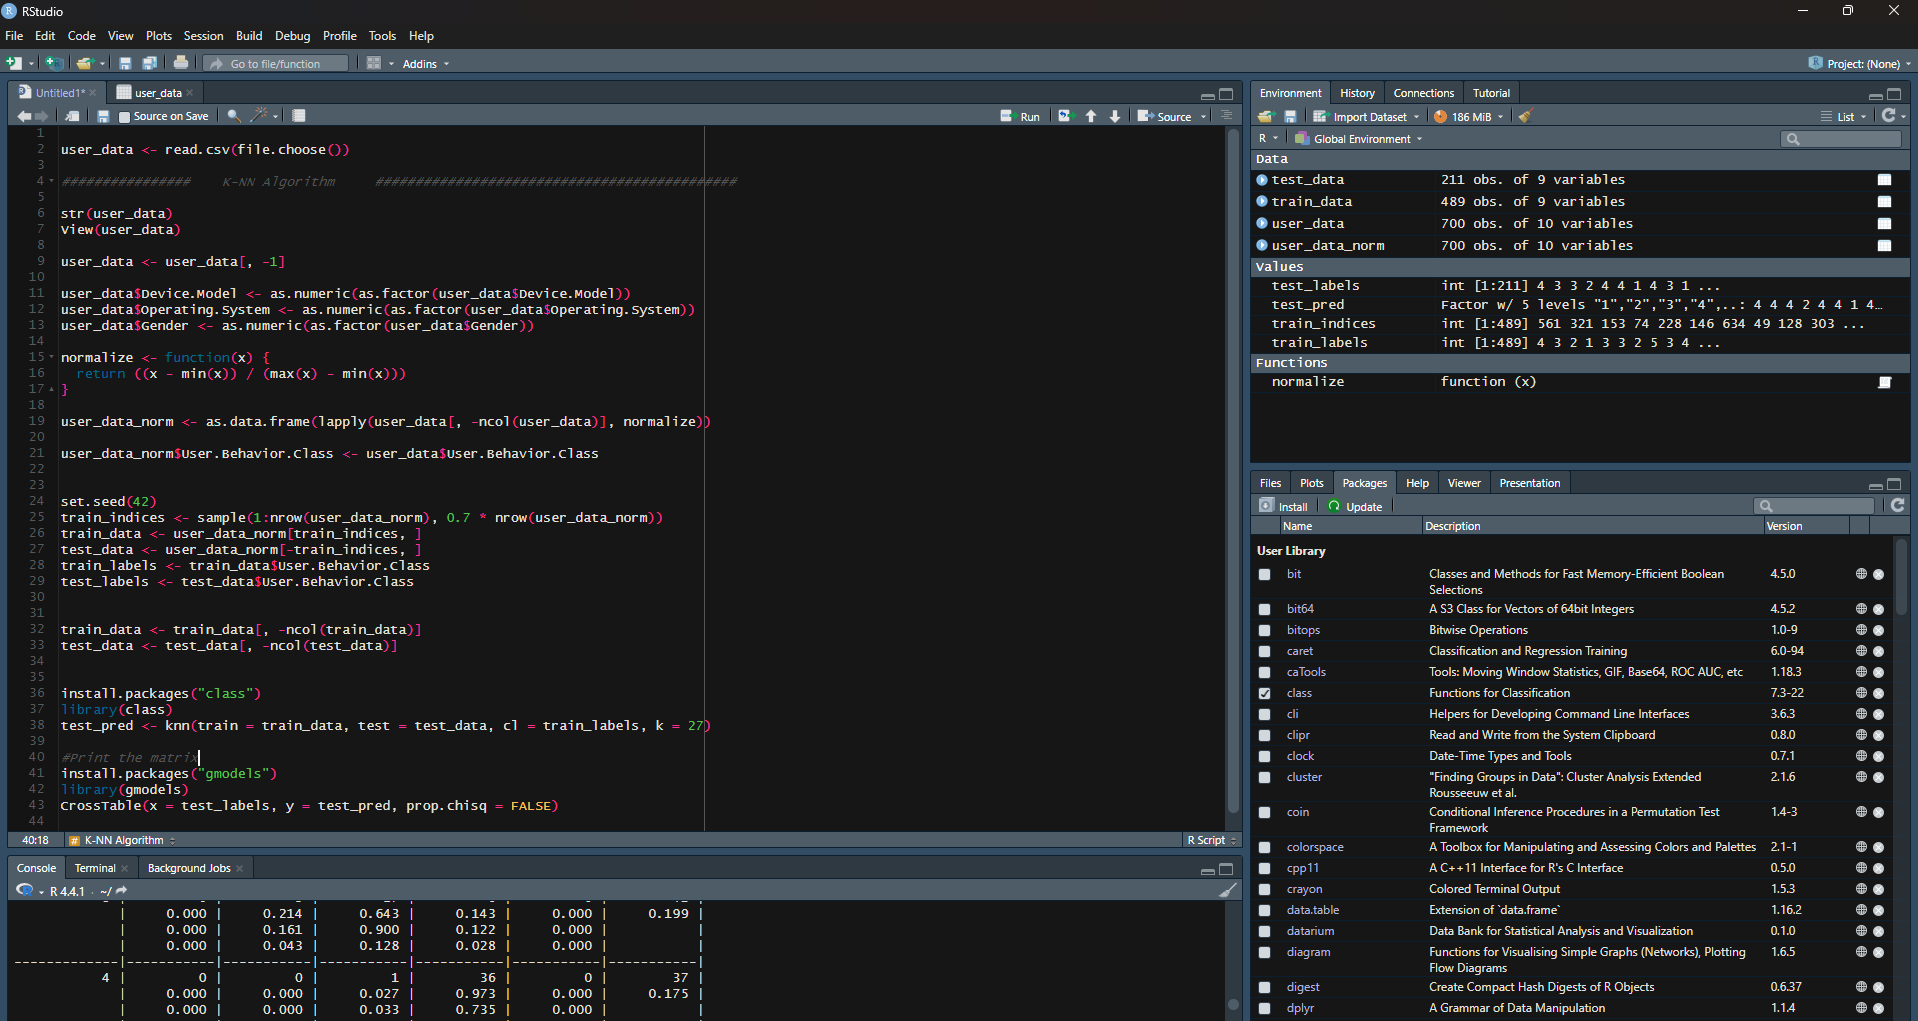 RStudio
File Edit Code View Plots Session Build Debug Profile Tools Help
Go to file/function Addins Project: (None)
Untitled1* user_data
Source on Save Run Source
1
2 user_data <- read.csv(file.choose())
3
4 ################ K-NN Algorithm #############################################
5
6 str(user_data)
7 View(user_data)
8
9 user_data <- user_data[, -1]
10
11 user_data$Device.Model <- as.numeric(as.factor(user_data$Device.Model))
12 user_data$Operating.System <- as.numeric(as.factor(user_data$Operating.System))
13 user_data$Gender <- as.numeric(as.factor(user_data$Gender))
14
15 normalize <- function(x) {
16 return ((x - min(x)) / (max(x) - min(x)))
17 }
18
19 user_data_norm <- as.data.frame(lapply(user_data[, -ncol(user_data)], normalize))
20
21 user_data_norm$User.Behavior.Class <- user_data$User.Behavior.Class
22
23
24 set.seed(42)
25 train_indices <- sample(1:nrow(user_data_norm), 0.7 * nrow(user_data_norm))
26 train_data <- user_data_norm[train_indices, ]
27 test_data <- user_data_norm[-train_indices, ]
28 train_labels <- train_data$User.Behavior.Class
29 test_labels <- test_data$User.Behavior.Class
30
31
32 train_data <- train_data[, -ncol(train_data)]
33 test_data <- test_data[, -ncol(test_data)]
34
35
36 install.packages("class")
37 library(class)
38 test_pred <- knn(train = train_data, test = test_data, cl = train_labels, k = 27)
39
40 #Print the matrix
41 install.packages("gmodels")
42 library(gmodels)
43 CrossTable(x = test_labels, y = test_pred, prop.chisq = FALSE)
44
40:18 # K-NN Algorithm R Script
Console Terminal Background Jobs
R 4.4.1 · ~/
| 0.000 | 0.214 | 0.643 | 0.143 | 0.000 | 0.199 |
| 0.000 | 0.161 | 0.900 | 0.122 | 0.000 | |
| 0.000 | 0.043 | 0.128 | 0.028 | 0.000 | |
-------------|-----------|-----------|-----------|-----------|-----------|-----------|
4 | 0 | 0 | 1 | 36 | 0 | 37 |
| 0.000 | 0.000 | 0.027 | 0.973 | 0.000 | 0.175 |
| 0.000 | 0.000 | 0.033 | 0.735 | 0.000 | |
Environment History Connections Tutorial
Import Dataset 186 MiB List
R Global Environment
Data
test_data 211 obs. of 9 variables
train_data 489 obs. of 9 variables
user_data 700 obs. of 10 variables
user_data_norm 700 obs. of 10 variables
Values
test_labels int [1:211] 4 3 3 2 4 4 1 4 3 1 ...
test_pred Factor w/ 5 levels "1","2","3","4",..: 4 4 4 2 4 4 1 4…
train_indices int [1:489] 561 321 153 74 228 146 634 49 128 303 ...
train_labels int [1:489] 4 3 2 1 3 3 2 5 3 4 ...
Functions
normalize function (x)
Files Plots Packages Help Viewer Presentation
Install Update
Name Description Version
User Library
bit Classes and Methods for Fast Memory-Efficient Boolean 4.5.0
Selections
bit64 A S3 Class for Vectors of 64bit Integers 4.5.2
bitops Bitwise Operations 1.0-9
caret Classification and Regression Training 6.0-94
caTools Tools: Moving Window Statistics, GIF, Base64, ROC AUC, etc 1.18.3
class Functions for Classification 7.3-22
cli Helpers for Developing Command Line Interfaces 3.6.3
clipr Read and Write from the System Clipboard 0.8.0
clock Date-Time Types and Tools 0.7.1
cluster "Finding Groups in Data": Cluster Analysis Extended 2.1.6
Rousseeuw et al.
coin Conditional Inference Procedures in a Permutation Test 1.4-3
Framework
colorspace A Toolbox for Manipulating and Assessing Colors and Palettes 2.1-1
cpp11 A C++11 Interface for R's C Interface 0.5.0
crayon Colored Terminal Output 1.5.3
data.table Extension of `data.frame` 1.16.2
datarium Data Bank for Statistical Analysis and Visualization 0.1.0
diagram Functions for Visualising Simple Graphs (Networks), Plotting 1.6.5
Flow Diagrams
digest Create Compact Hash Digests of R Objects 0.6.37
dplyr A Grammar of Data Manipulation 1.1.4